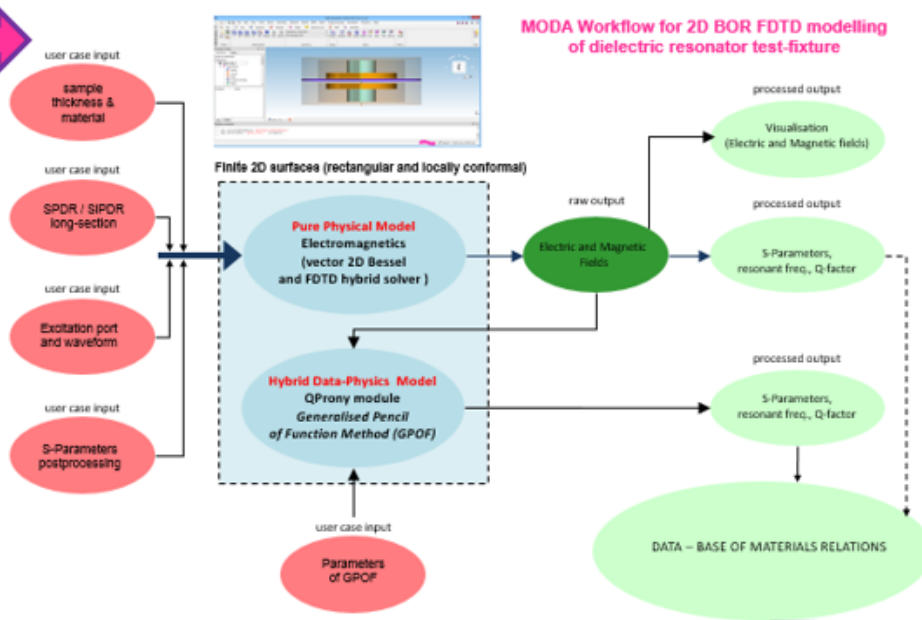 MODA Workflow for 2D BOR FDTD modelling
of dielectric resonator test-fixture
user case input
sample
thickness &
material
user case input
SPDR / SiPDR
long-section
user case input
Excitation port
and waveform
user case input
S-Parameters
postprocessing
Finite 2D surfaces (rectangular and locally conformal)
Pure Physical Model
Electromagnetics
(vector 2D Bessel
and FDTD hybrid solver )
Hybrid Data-Physics Model
QProny module
Generalised Pencil
of Function Method (GPOF)
user case input
Parameters
of GPOF
raw output
Electric and Magnetic
Fields
processed output
Visualisation
(Electric and Magnetic fields)
processed output
S-Parameters,
resonant freq., Q-factor
processed output
S-Parameters,
resonant freq., Q-factor
DATA – BASE OF MATERIALS RELATIONS